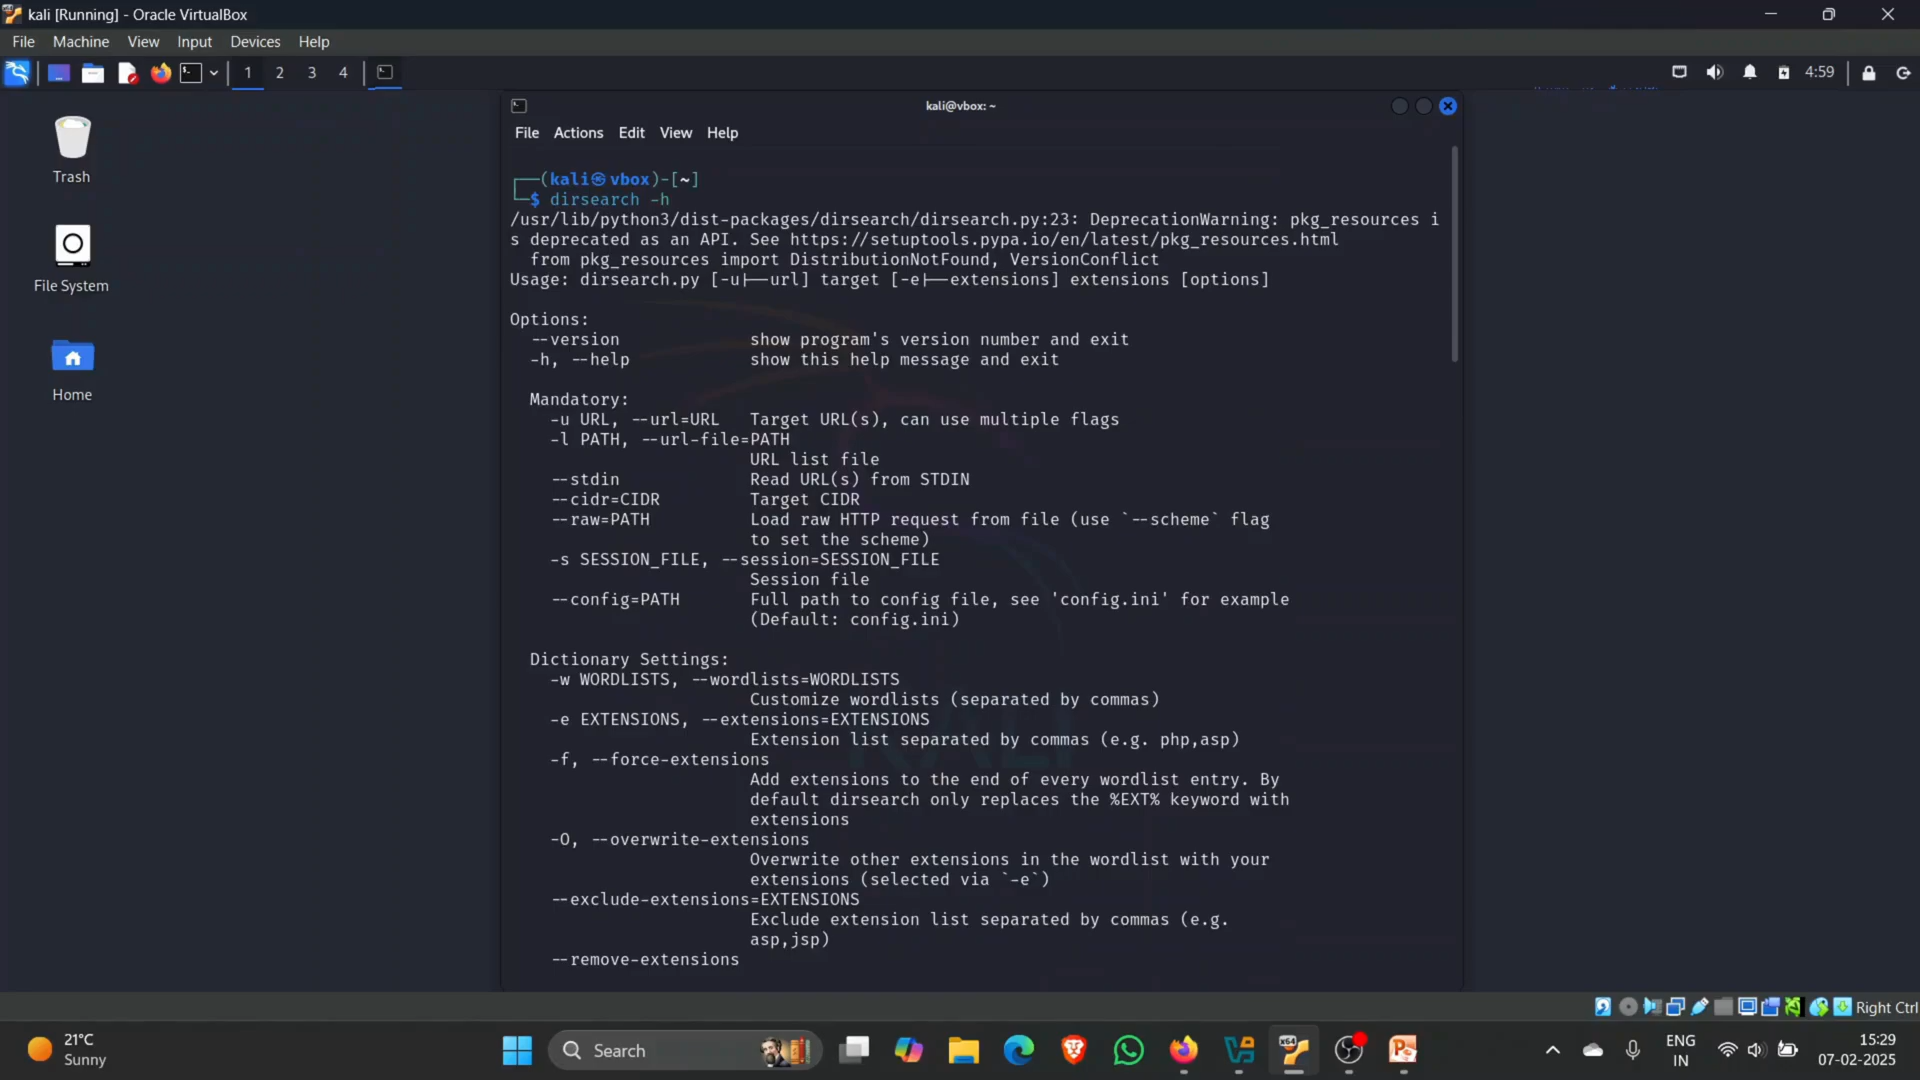 kali [Running] - Oracle VirtualBox
File Machine View Input Devices Help
1 2 3 4
4:59
Trash
File System
Home
kali@vbox: ~
File Actions Edit View Help
┌──(kali㉿vbox)-[~]
└─$ dirsearch -h
/usr/lib/python3/dist-packages/dirsearch/dirsearch.py:23: DeprecationWarning: pkg_resources i
s deprecated as an API. See https://setuptools.pypa.io/en/latest/pkg_resources.html
from pkg_resources import DistributionNotFound, VersionConflict
Usage: dirsearch.py [-u|--url] target [-e|--extensions] extensions [options]
Options:
--version show program's version number and exit
-h, --help show this help message and exit
Mandatory:
-u URL, --url=URL Target URL(s), can use multiple flags
-l PATH, --url-file=PATH
URL list file
--stdin Read URL(s) from STDIN
--cidr=CIDR Target CIDR
--raw=PATH Load raw HTTP request from file (use `--scheme` flag
to set the scheme)
-s SESSION_FILE, --session=SESSION_FILE
Session file
--config=PATH Full path to config file, see 'config.ini' for example
(Default: config.ini)
Dictionary Settings:
-w WORDLISTS, --wordlists=WORDLISTS
Customize wordlists (separated by commas)
-e EXTENSIONS, --extensions=EXTENSIONS
Extension list separated by commas (e.g. php,asp)
-f, --force-extensions
Add extensions to the end of every wordlist entry. By
default dirsearch only replaces the %EXT% keyword with
extensions
-O, --overwrite-extensions
Overwrite other extensions in the wordlist with your
extensions (selected via `-e`)
--exclude-extensions=EXTENSIONS
Exclude extension list separated by commas (e.g.
asp,jsp)
--remove-extensions
Right Ctrl
21°C
Sunny
Search
ENG
IN
15:29
07-02-2025